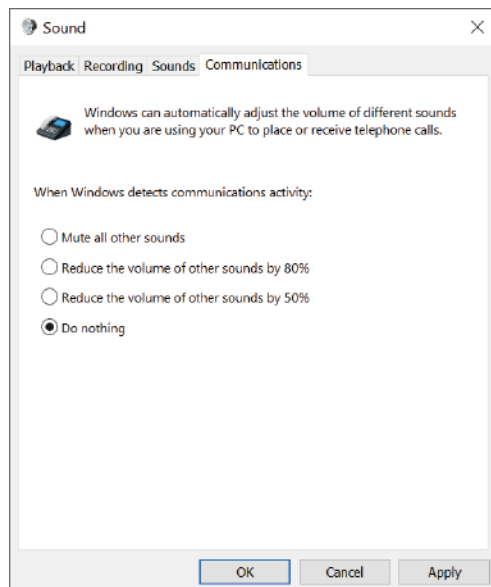 Sound
Playback Recording Sounds Communications
Windows can automatically adjust the volume of different sounds
when you are using your PC to place or receive telephone calls.
When Windows detects communications activity:
Mute all other sounds
Reduce the volume of other sounds by 80%
Reduce the volume of other sounds by 50%
Do nothing
OK Cancel Apply